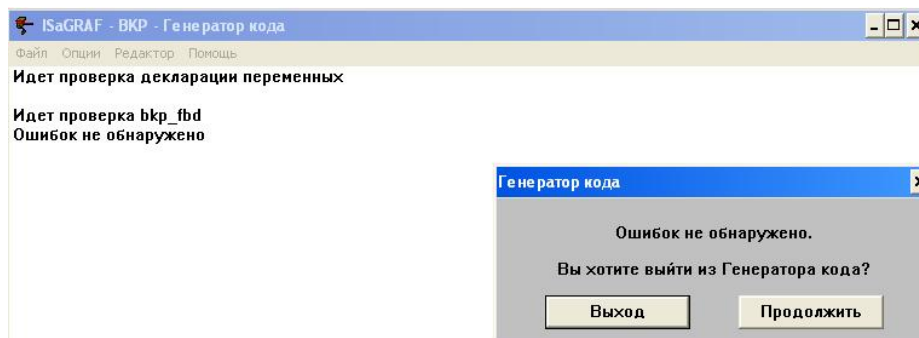 ISaGRAF - BKP - Генератор кода
Файл Опции Редактор Помощь
Идет проверка декларации переменных
Идет проверка bkp_fbd
Ошибок не обнаружено
Генератор кода
Ошибок не обнаружено.
Вы хотите выйти из Генератора кода?
Выход Продолжить